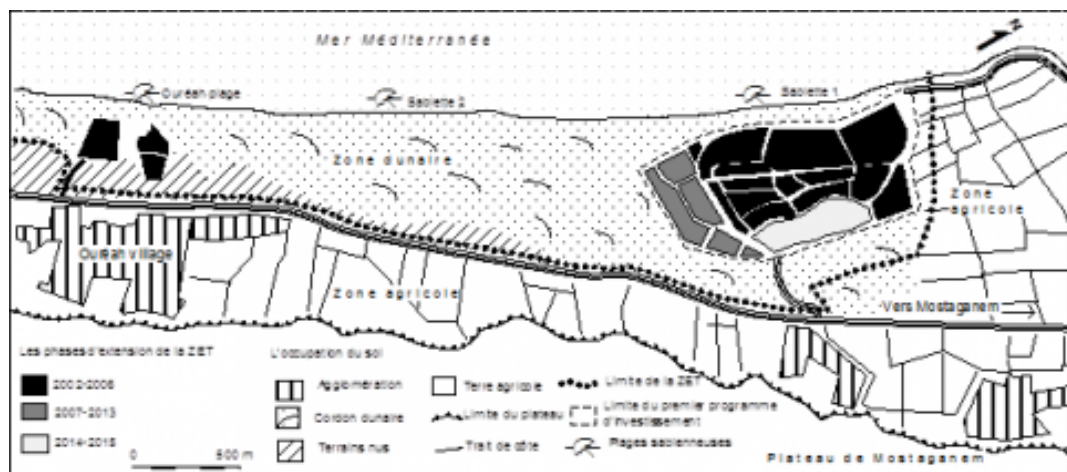 Mer Méditerranée
N
Ouréah plage
Sablette 2
Sablette 1
Zone dunaire
Zone
agricole
Ouréah village
Zone agricole
Vers Mostaganem
Les phases d'extension de la ZET
2002-2006
2007-2013
2014-2015
0 500 m
L'occupation du sol
Agglomération
Cordon dunaire
Terrains nus
Terre agricole
Limite du plateau
Trait de côte
Limite de la ZET
Limite du premier programme
d'investissement
Plages sablonneuses
Plateau de Mostaganem